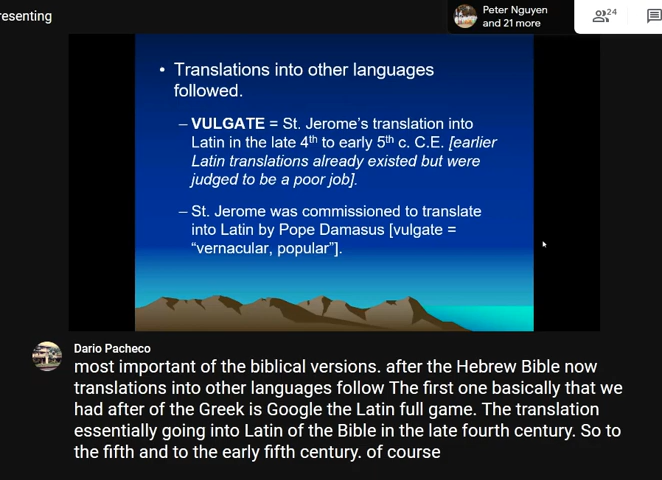 resenting
Peter Nguyen
and 21 more
24
• Translations into other languages
followed.
– VULGATE = St. Jerome's translation into
Latin in the late 4th to early 5th c. C.E. [earlier
Latin translations already existed but were
judged to be a poor job].
– St. Jerome was commissioned to translate
into Latin by Pope Damasus [vulgate =
"vernacular, popular"].
Dario Pacheco
most important of the biblical versions. after the Hebrew Bible now
translations into other languages follow The first one basically that we
had after of the Greek is Google the Latin full game. The translation
essentially going into Latin of the Bible in the late fourth century. So to
the fifth and to the early fifth century. of course